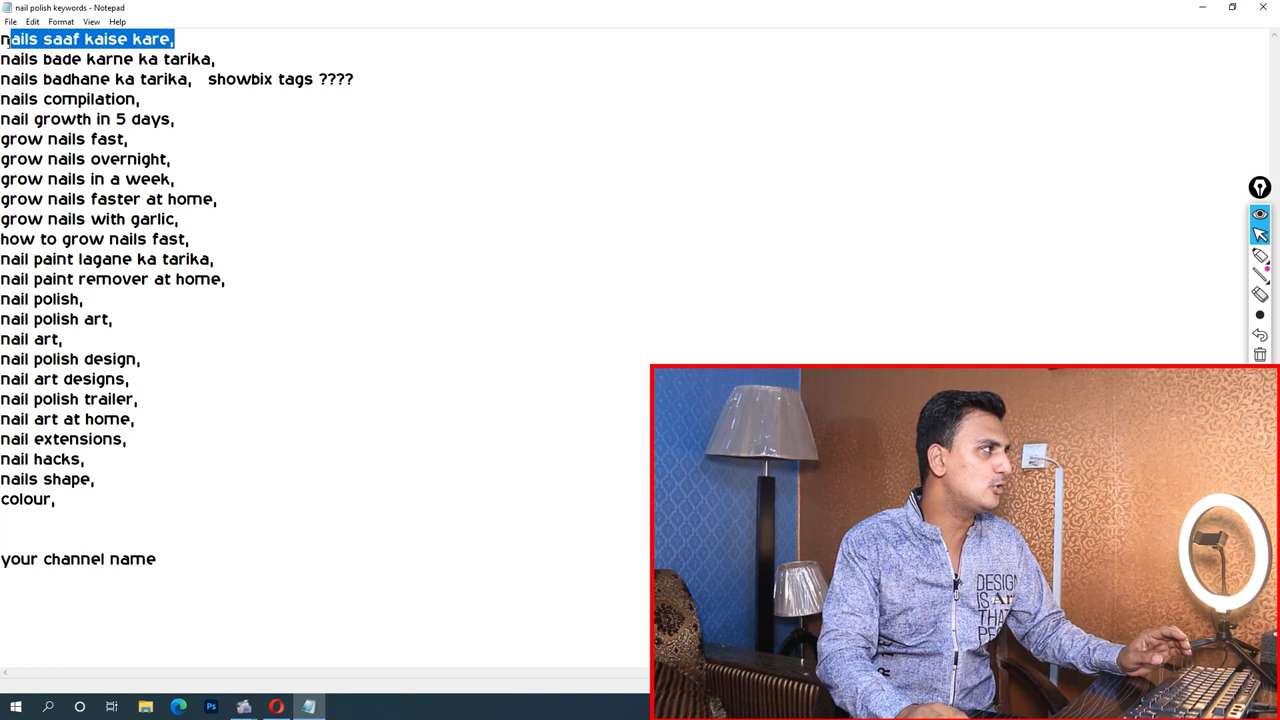 nail polish keywords - Notepad
File Edit Format View Help
nails saaf kaise kare,
nails bade karne ka tarika,
nails badhane ka tarika, showbix tags ????
nails compilation,
nail growth in 5 days,
grow nails fast,
grow nails overnight,
grow nails in a week,
grow nails faster at home,
grow nails with garlic,
how to grow nails fast,
nail paint lagane ka tarika,
nail paint remover at home,
nail polish,
nail polish art,
nail art,
nail polish design,
nail art designs,
nail polish trailer,
nail art at home,
nail extensions,
nail hacks,
nails shape,
colour,
your channel name
Ps
DESIGN
IS Art
THAT